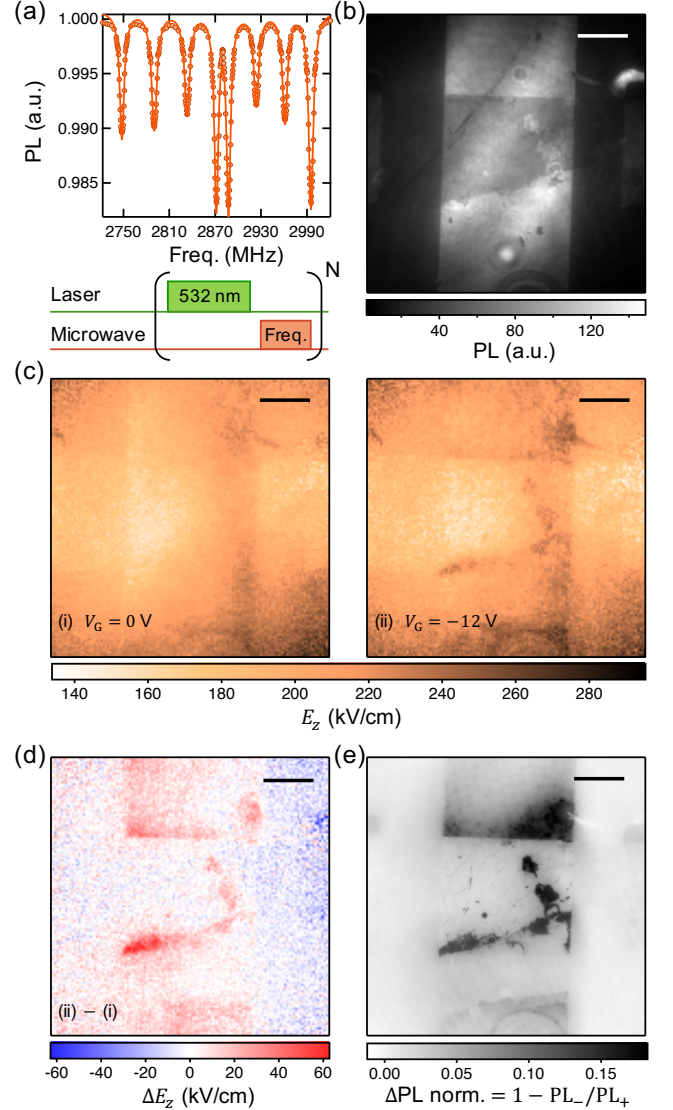 (a)
1.000
0.995
0.990
0.985
PL (a.u.)
2750 2810 2870 2930 2990
Freq. (MHz)
N
Laser
532 nm
Microwave
Freq.
(b)
40 80 120
PL (a.u.)
(c)
(i) V_G = 0 V
(ii) V_G = −12 V
140 160 180 200 220 240 260 280
E_z (kV/cm)
(d)
(ii) − (i)
-60 -40 -20 0 20 40 60
ΔE_z (kV/cm)
(e)
0.00 0.05 0.10 0.15
ΔPL norm. = 1 − PL₋/PL₊